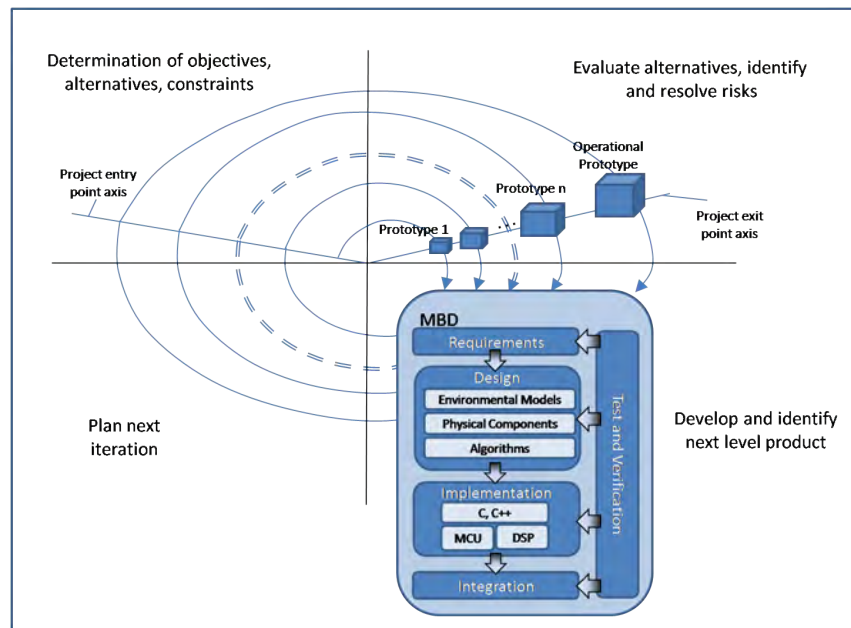 Determination of objectives,
alternatives, constraints
Evaluate alternatives, identify
and resolve risks
Operational
Prototype
Project entry
point axis
Prototype n
Prototype 1
...
Project exit
point axis
MBD
Requirements
Design
Environmental Models
Physical Components
Algorithms
Implementation
C, C++
MCU
DSP
Integration
Test and Verification
Plan next
iteration
Develop and identify
next level product